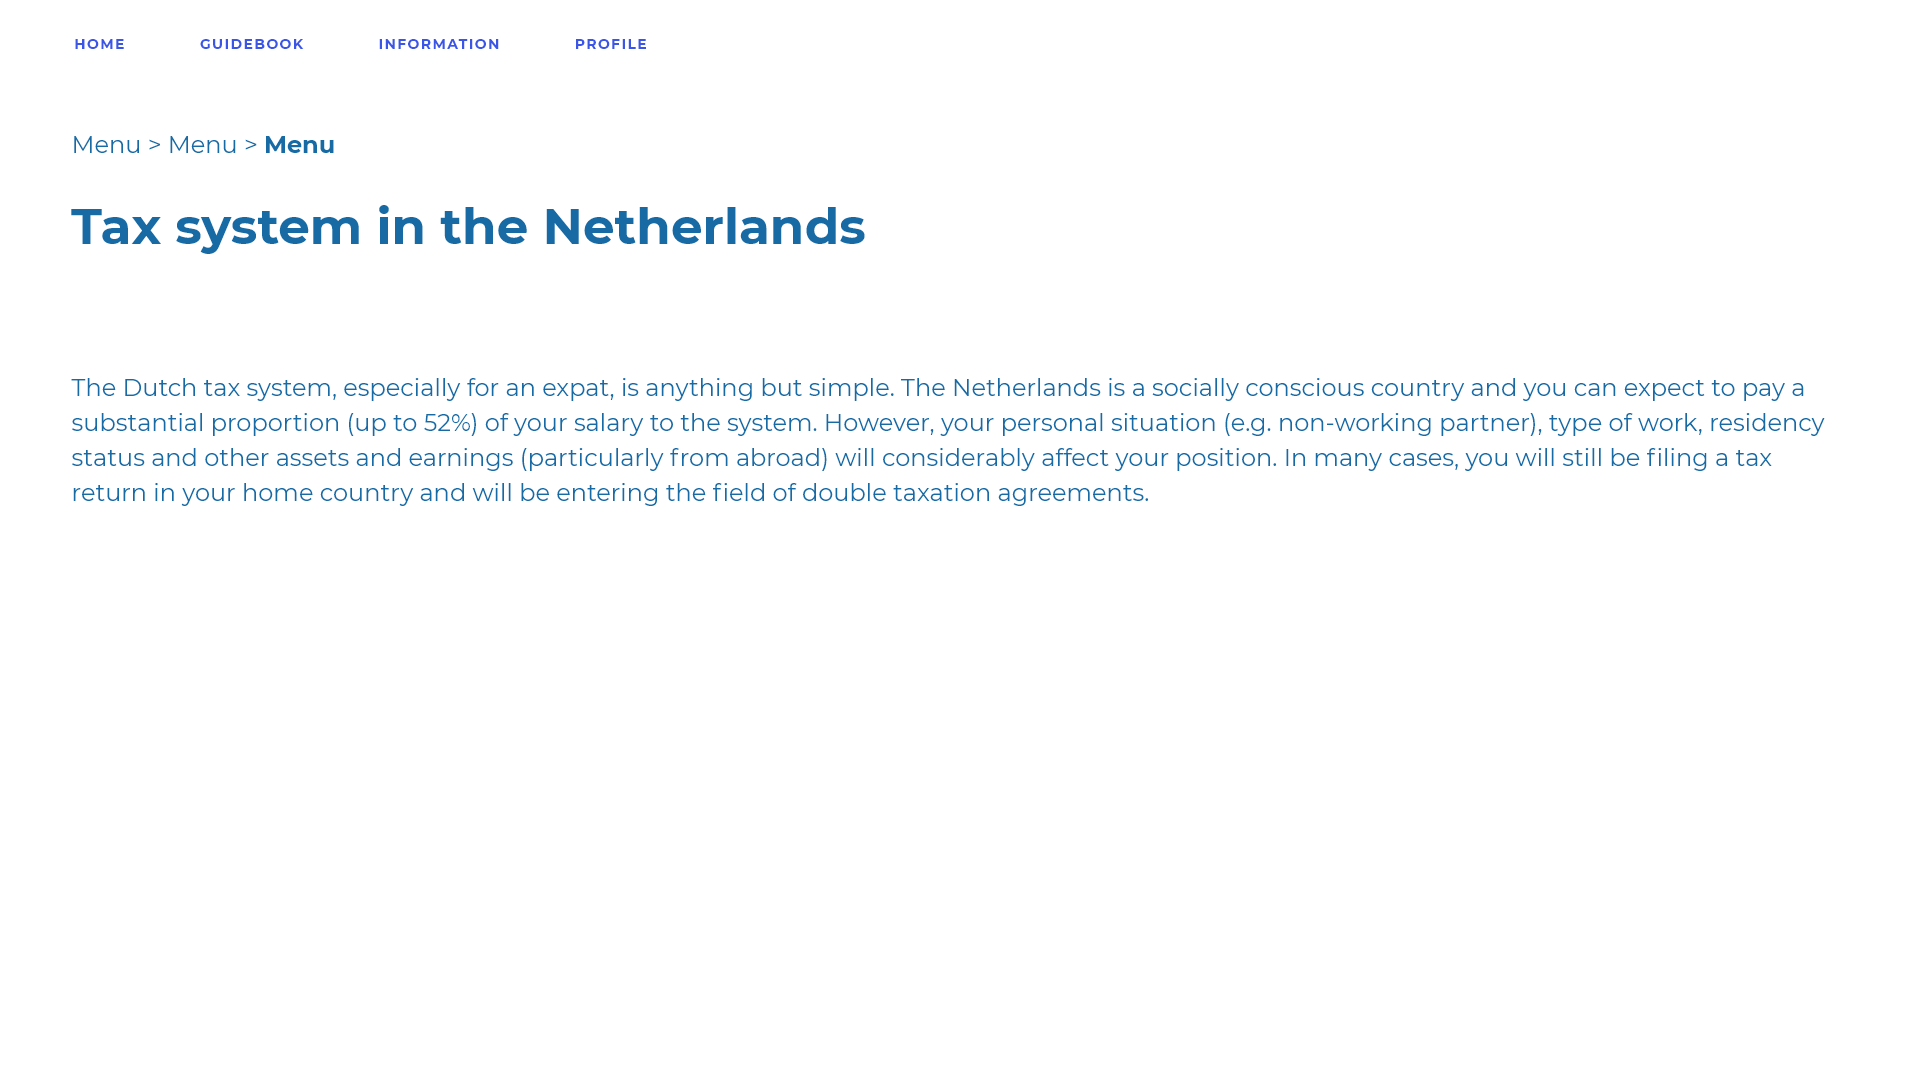 HOME GUIDEBOOK INFORMATION PROFILE
Menu > Menu > Menu
Tax system in the Netherlands
The Dutch tax system, especially for an expat, is anything but simple. The Netherlands is a socially conscious country and you can expect to pay a
substantial proportion (up to 52%) of your salary to the system. However, your personal situation (e.g. non-working partner), type of work, residency
status and other assets and earnings (particularly from abroad) will considerably affect your position. In many cases, you will still be filing a tax
return in your home country and will be entering the field of double taxation agreements.